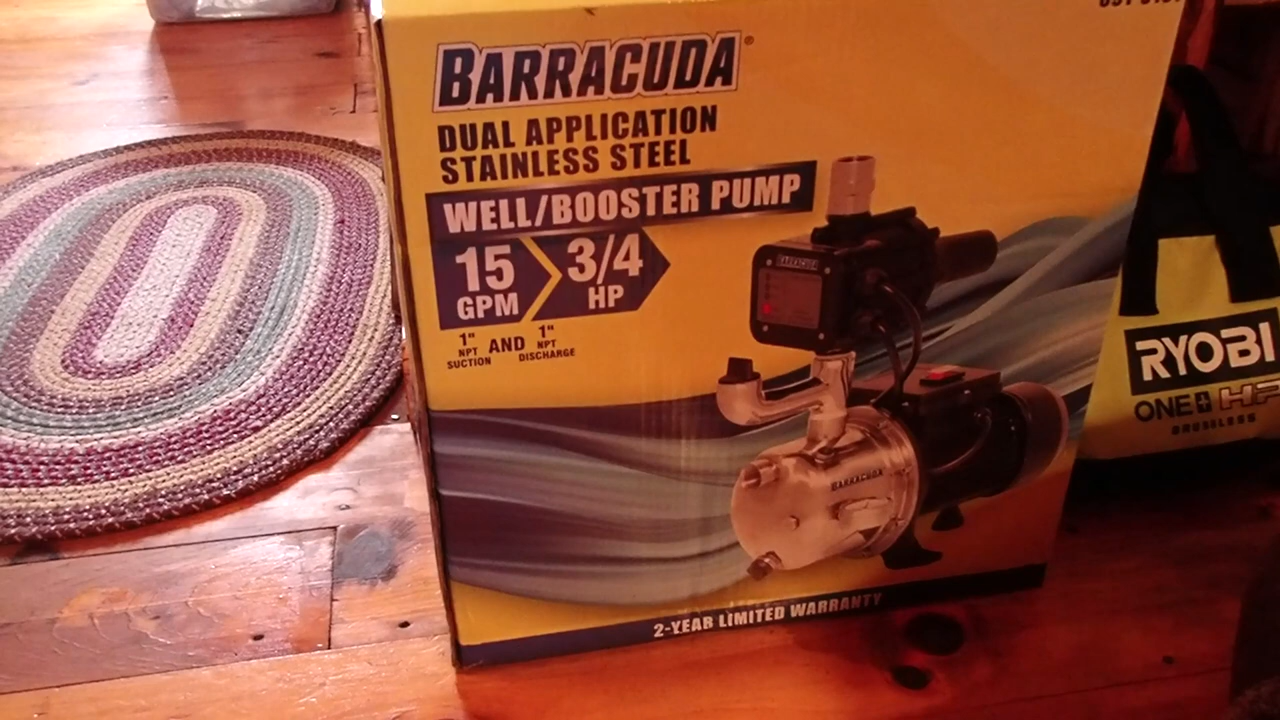 BARRACUDA®
DUAL APPLICATION
STAINLESS STEEL
WELL/BOOSTER PUMP
15
GPM
3/4
HP
1"
NPT
SUCTION
AND
1"
NPT
DISCHARGE
BARRACUDA
BARRACUDA
2-YEAR LIMITED WARRANTY
RYOBI
ONE+ HP
BRUSHLESS